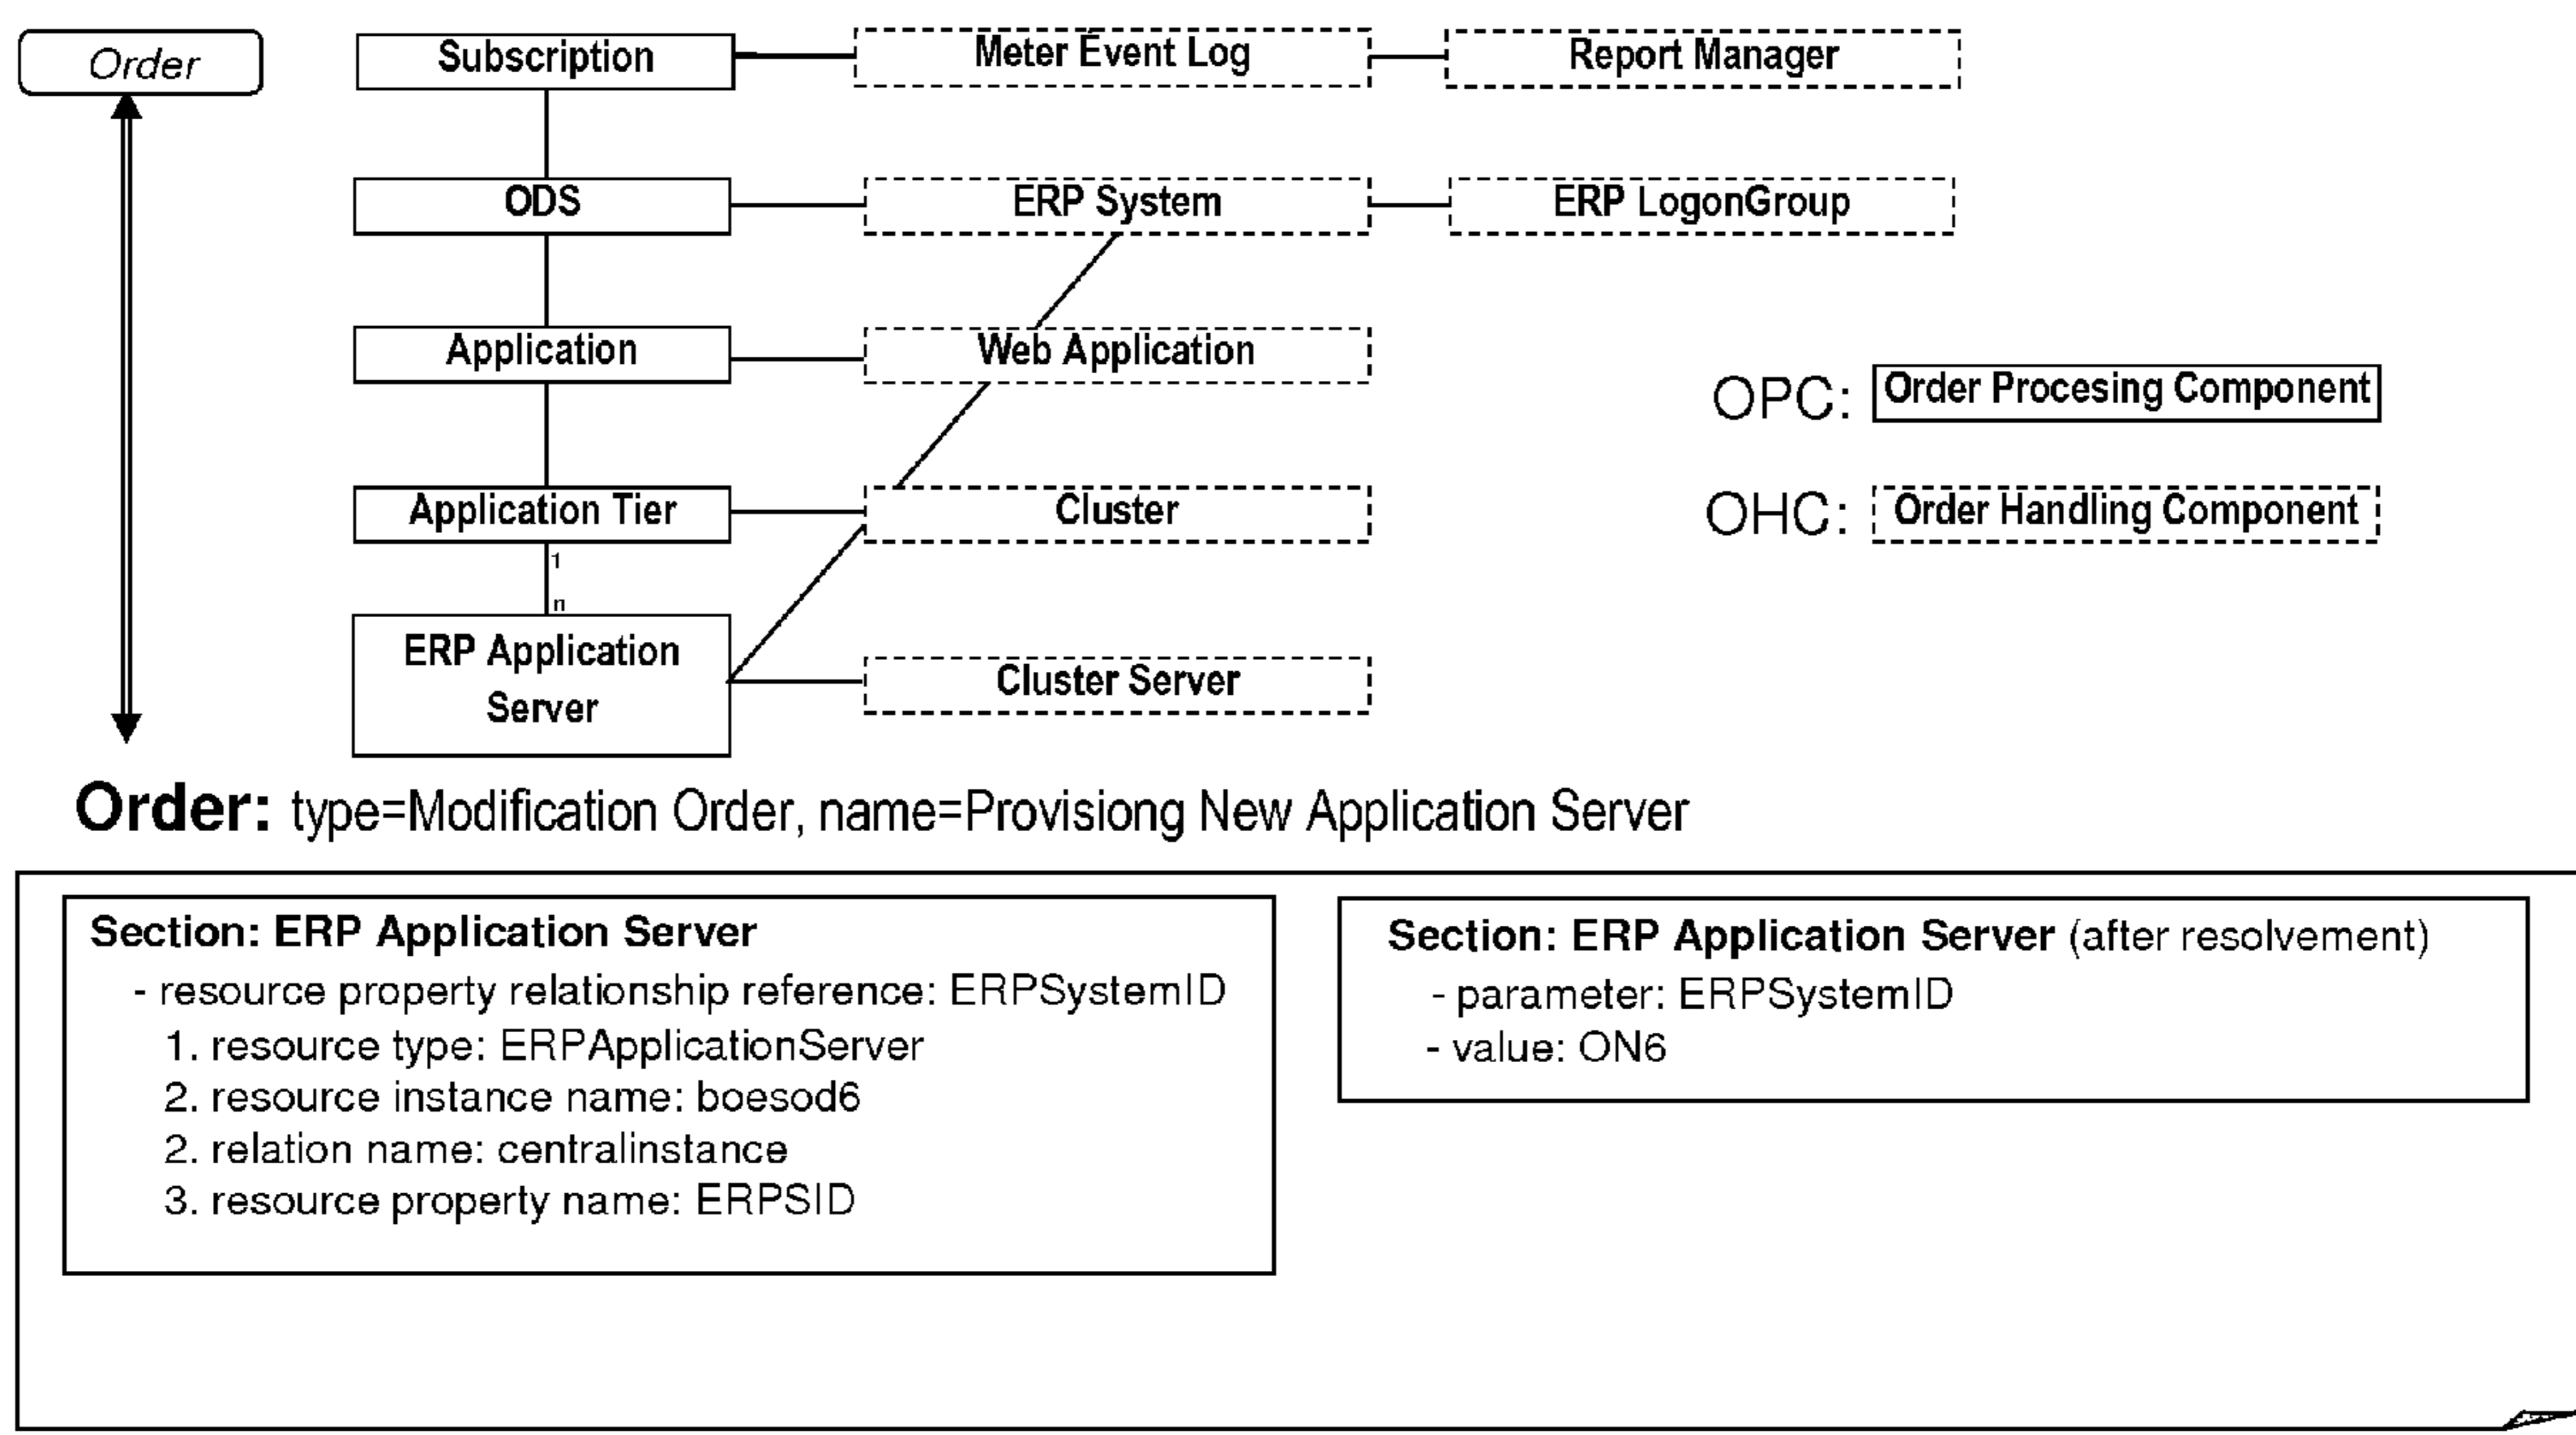 Order
Subscription
Meter Event Log
Report Manager
ODS
ERP System
ERP LogonGroup
Application
Web Application
OPC: Order Procesing Component
Application Tier
Cluster
OHC: Order Handling Component
1
n
ERP Application
Server
Cluster Server
Order: type=Modification Order, name=Provisiong New Application Server
Section: ERP Application Server
- resource property relationship reference: ERPSystemID
1. resource type: ERPApplicationServer
2. resource instance name: boesod6
2. relation name: centralinstance
3. resource property name: ERPSID
Section: ERP Application Server (after resolvement)
- parameter: ERPSystemID
- value: ON6